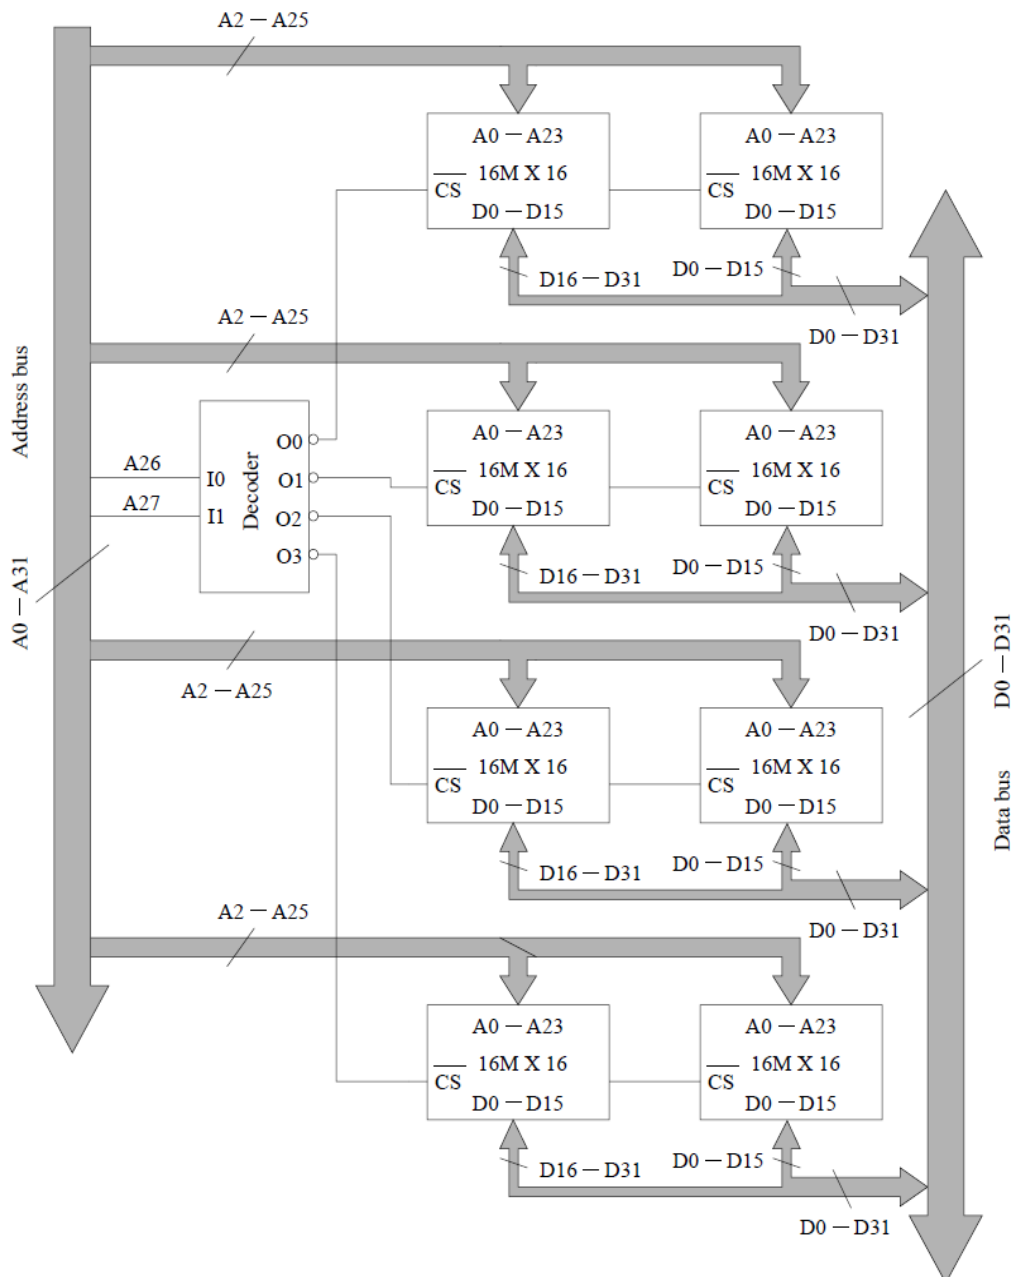 A2 – A25
A0 – A23
16M X 16
CS
D0 – D15
A0 – A23
16M X 16
CS
D0 – D15
D16 – D31
D0 – D15
D0 – D31
A2 – A25
Address bus
A0 – A31
A26
A27
I0
I1
Decoder
O0
O1
O2
O3
A0 – A23
16M X 16
CS
D0 – D15
A0 – A23
16M X 16
CS
D0 – D15
D16 – D31
D0 – D15
D0 – D31
D0 – D31
Data bus
A2 – A25
A0 – A23
16M X 16
CS
D0 – D15
A0 – A23
16M X 16
CS
D0 – D15
D16 – D31
D0 – D15
D0 – D31
A2 – A25
A0 – A23
16M X 16
CS
D0 – D15
A0 – A23
16M X 16
CS
D0 – D15
D16 – D31
D0 – D15
D0 – D31